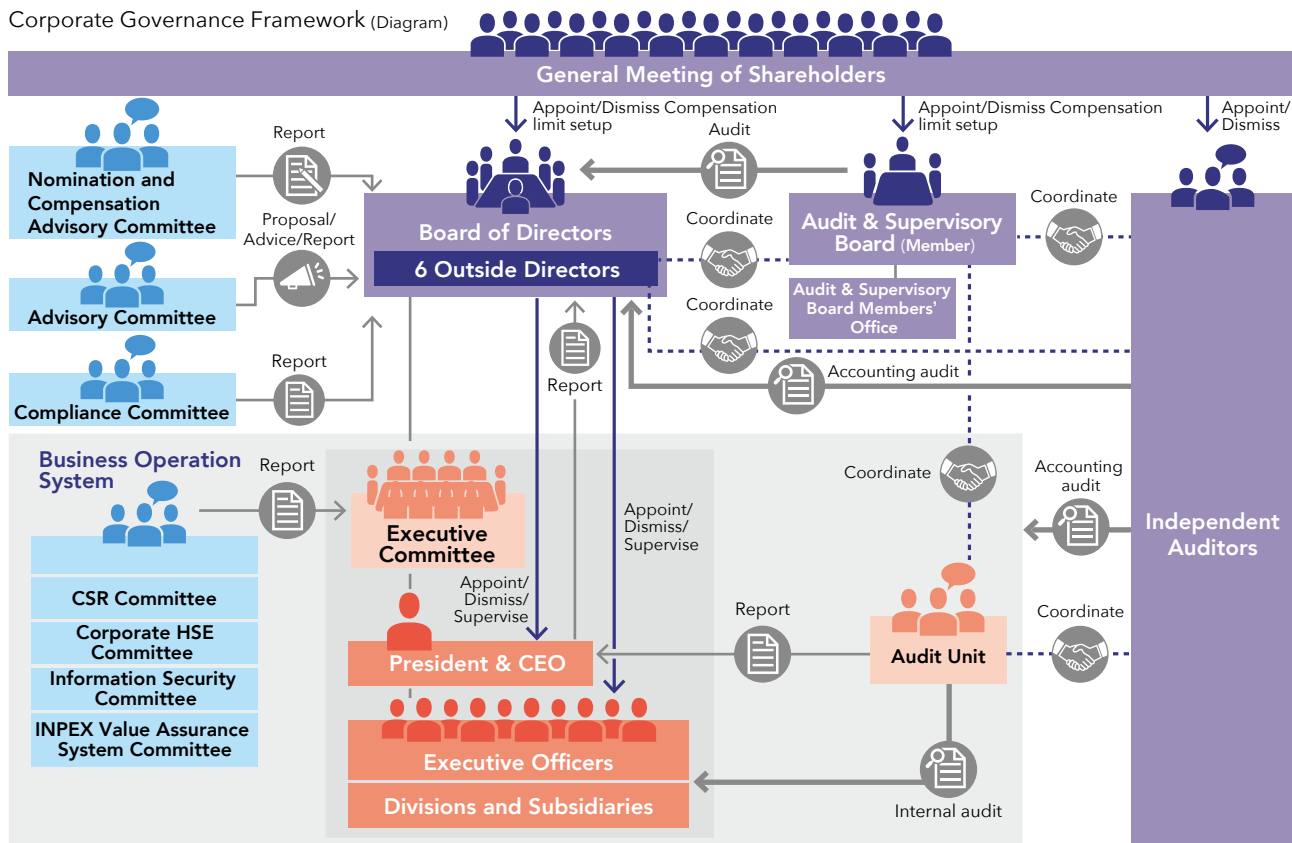 Corporate Governance Framework (Diagram)
General Meeting of Shareholders
Appoint/Dismiss Compensation
limit setup
Appoint/Dismiss Compensation
limit setup
Appoint/
Dismiss
Report
Audit
Nomination and
Compensation
Advisory Committee
Proposal/
Advice/Report
Board of Directors
6 Outside Directors
Coordinate
Audit & Supervisory
Board (Member)
Coordinate
Audit & Supervisory
Board Members'
Office
Advisory Committee
Coordinate
Report
Compliance Committee
Report
Accounting audit
Business Operation
System
Report
Executive
Committee
Appoint/
Dismiss/
Supervise
Coordinate
Accounting
audit
Independent
Auditors
CSR Committee
Corporate HSE
Committee
Information Security
Committee
INPEX Value Assurance
System Committee
Appoint/
Dismiss/
Supervise
President & CEO
Report
Audit Unit
Coordinate
Executive Officers
Divisions and Subsidiaries
Internal audit